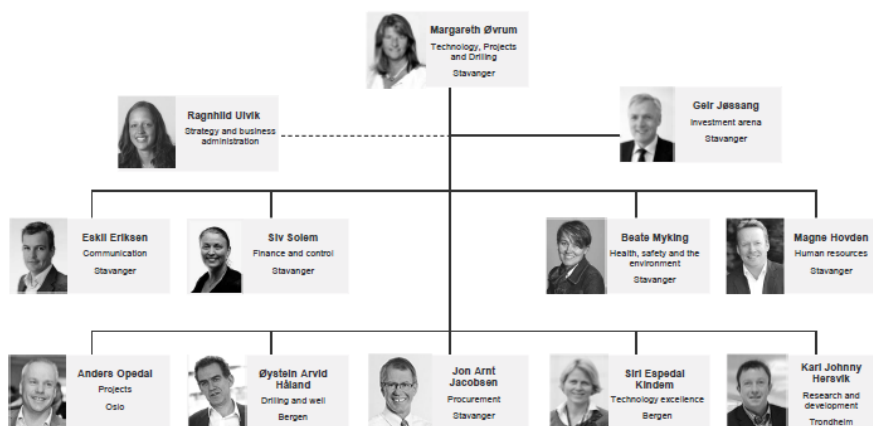 Margareth Øvrum
Technology, Projects
and Drilling
Stavanger
Ragnhild Ulvik
Strategy and business
administration
Geir Jøssang
Investment arena
Stavanger
Eskil Eriksen
Communication
Stavanger
Siv Solem
Finance and control
Stavanger
Beate Myking
Health, safety and the
environment
Stavanger
Magne Hovden
Human resources
Stavanger
Anders Opedal
Projects
Oslo
Øystein Arvid
Håland
Drilling and well
Bergen
Jon Arnt
Jacobsen
Procurement
Stavanger
Siri Espedal
Kindem
Technology excellence
Bergen
Karl Johnny
Hersvik
Research and
development
Trondheim